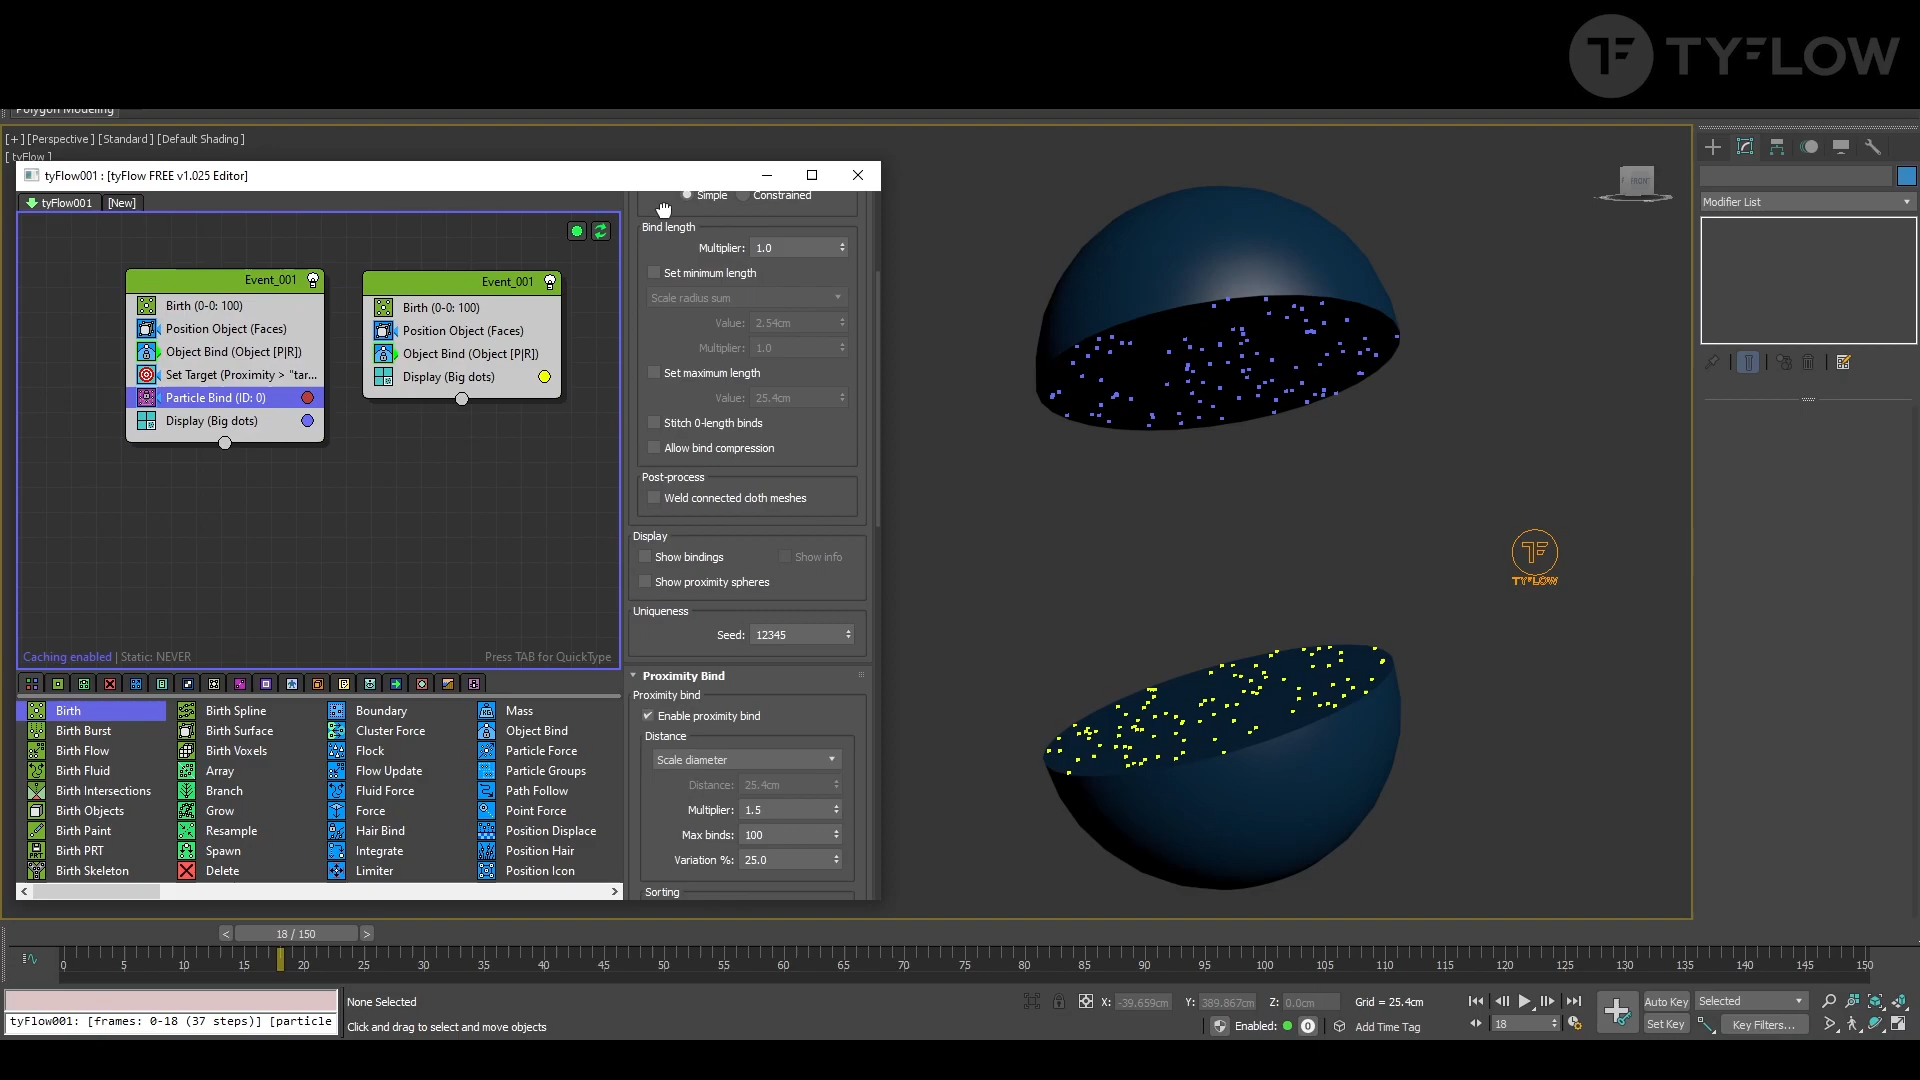 TYFLOW
Polygon Modeling
[+] [Perspective ] [Standard ] [Default Shading ]
[ tyFlow ]
tyFlow001 : [tyFlow FREE v1.025 Editor]
tyFlow001 [New]
Event_001
Birth (0-0: 100)
Position Object (Faces)
Object Bind (Object [P|R])
Set Target (Proximity > "tar...
Particle Bind (ID: 0)
Display (Big dots)
Event_001
Birth (0-0: 100)
Position Object (Faces)
Object Bind (Object [P|R])
Display (Big dots)
Caching enabled | Static: NEVER
Press TAB for QuickType
Simple Constrained
Bind length
Multiplier: 1.0
Set minimum length
Scale radius sum
Value: 2.54cm
Multiplier: 1.0
Set maximum length
Value: 25.4cm
Stitch 0-length binds
Allow bind compression
Post-process
Weld connected cloth meshes
Display
Show bindings Show info
Show proximity spheres
Uniqueness
Seed: 12345
Proximity Bind
Proximity bind
Enable proximity bind
Distance
Scale diameter
Distance: 25.4cm
Multiplier: 1.5
Max binds: 100
Variation %: 25.0
Sorting
Birth Birth Spline Boundary Mass
Birth Burst Birth Surface Cluster Force Object Bind
Birth Flow Birth Voxels Flock Particle Force
Birth Fluid Array Flow Update Particle Groups
Birth Intersections Branch Fluid Force Path Follow
Birth Objects Grow Force Point Force
Birth Paint Resample Hair Bind Position Displace
Birth PRT Spawn Integrate Position Hair
Birth Skeleton Delete Limiter Position Icon
FRONT
TYFLOW
Modifier List
< 18 / 150 >
0 5 10 15 20 25 30 35 40 45 50 55 60 65 70 75 80 85 90 95 100 105 110 115 120 125 130 135 140 145 150
None Selected
tyFlow001: [frames: 0-18 (37 steps)] [particle
Click and drag to select and move objects
X: -39.659cm Y: 389.867cm Z: 0.0cm Grid = 25.4cm
Enabled: 0 Add Time Tag
18
Auto Key Selected
Set Key Key Filters...